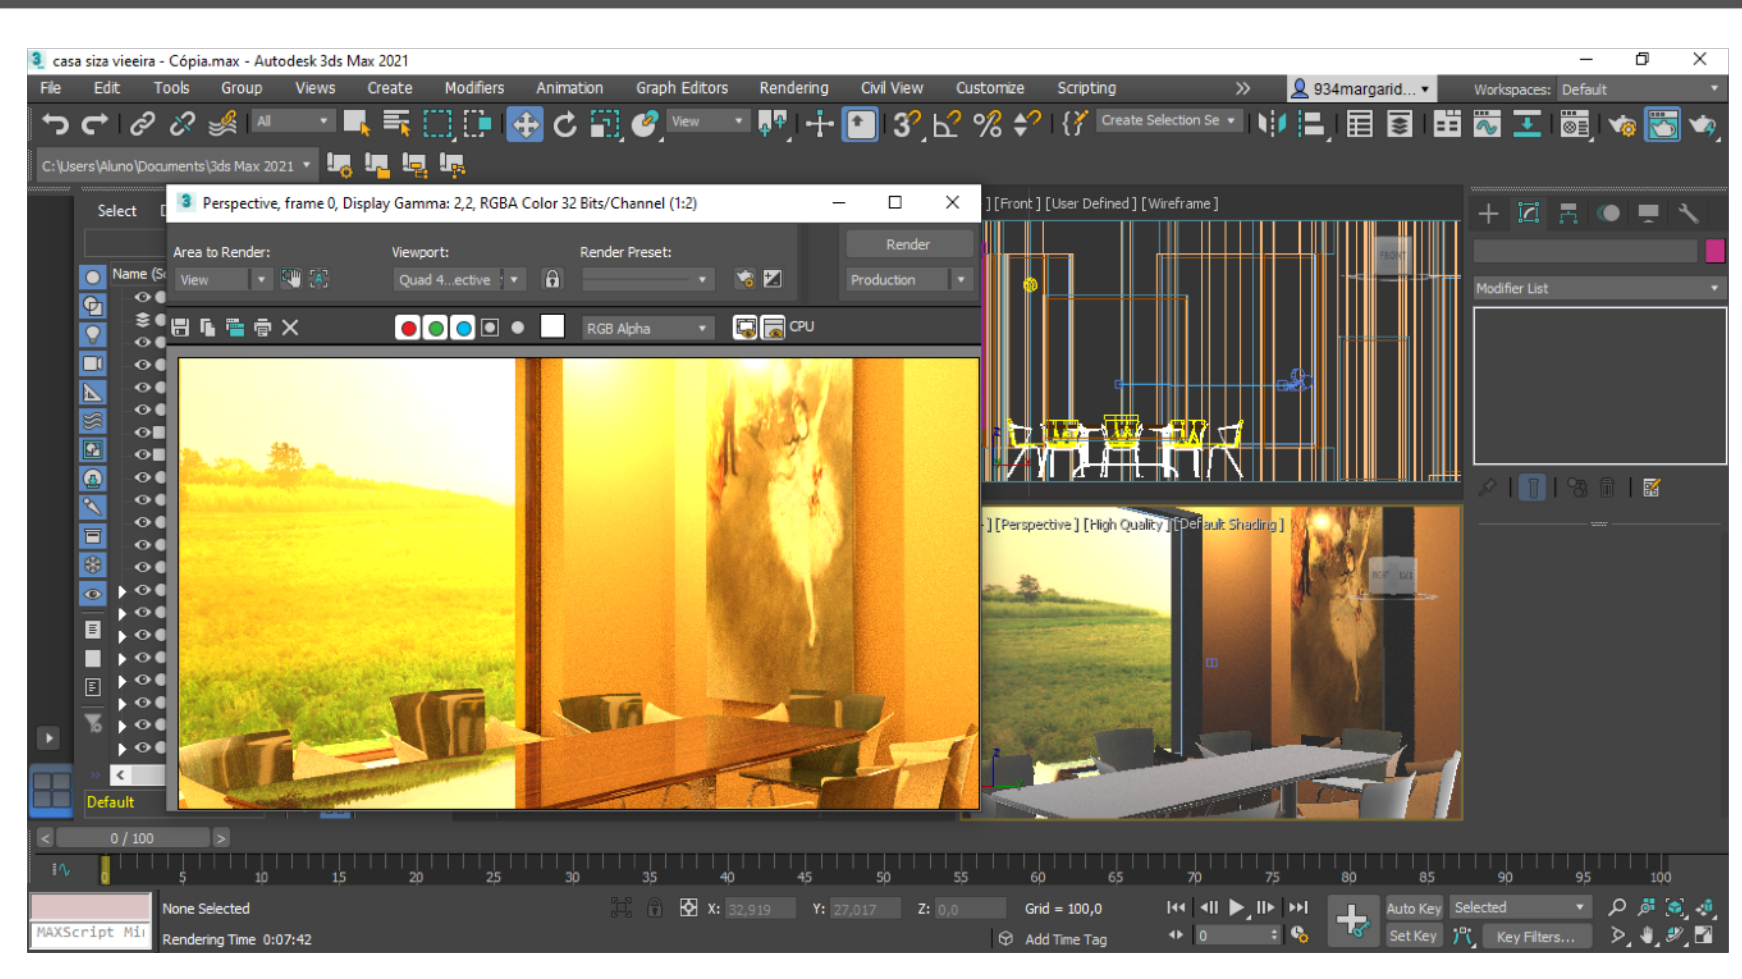 casa siza vieeira - Cópia.max - Autodesk 3ds Max 2021
File Edit Tools Group Views Create Modifiers Animation Graph Editors Rendering Civil View Customize Scripting 934margarid... Workspaces: Default
All View Create Selection Se
C:\Users\Aluno\Documents\3ds Max 2021
Select
Perspective, frame 0, Display Gamma: 2,2, RGBA Color 32 Bits/Channel (1:2)
Area to Render: Viewport: Render Preset: Render
View Quad 4...ective Production
Name (S
RGB Alpha CPU
] [Front ] [User Defined ] [Wireframe ]
FRONT
Modifier List
] [Perspective ] [High Quality ] [Default Shading ]
Default
0 / 100
0 5 10 15 20 25 30 35 40 45 50 55 60 65 70 75 80 85 90 95 100
None Selected X: 32,919 Y: 27,017 Z: 0,0 Grid = 100,0 Auto Key Selected
MAXScript Mi Rendering Time 0:07:42 Add Time Tag 0 Set Key Key Filters...